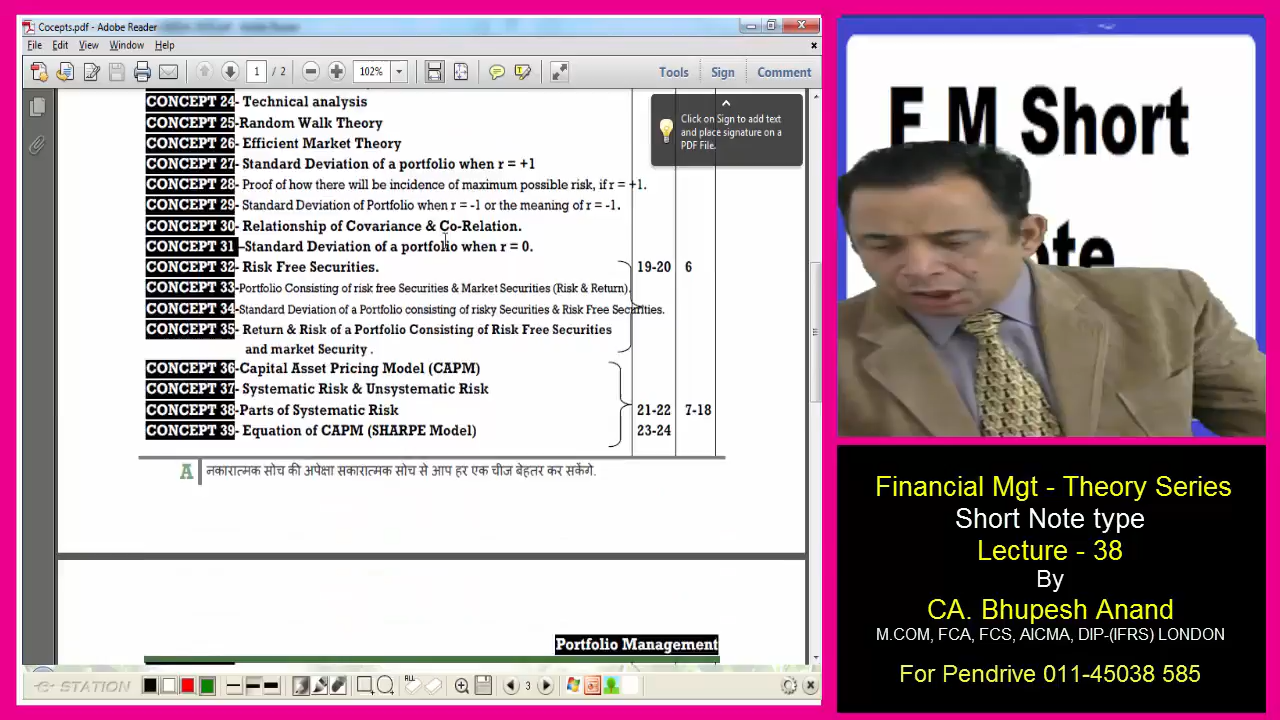 Cocepts.pdf - Adobe Reader
File Edit View Window Help
1 / 2 102% Tools Sign Comment
CONCEPT 24- Technical analysis
CONCEPT 25-Random Walk Theory
CONCEPT 26- Efficient Market Theory
CONCEPT 27- Standard Deviation of a portfolio when r = +1
CONCEPT 28- Proof of how there will be incidence of maximum possible risk, if r = +1.
CONCEPT 29- Standard Deviation of Portfolio when r = -1 or the meaning of r = -1.
CONCEPT 30- Relationship of Covariance & Co-Relation.
CONCEPT 31 -Standard Deviation of a portfolio when r = 0.
CONCEPT 32- Risk Free Securities. 19-20 6
CONCEPT 33-Portfolio Consisting of risk free Securities & Market Securities (Risk & Return).
CONCEPT 34-Standard Deviation of a Portfolio consisting of risky Securities & Risk Free Securities.
CONCEPT 35- Return & Risk of a Portfolio Consisting of Risk Free Securities
and market Security .
CONCEPT 36-Capital Asset Pricing Model (CAPM)
CONCEPT 37- Systematic Risk & Unsystematic Risk
CONCEPT 38-Parts of Systematic Risk 21-22 7-18
CONCEPT 39- Equation of CAPM (SHARPE Model) 23-24
A नकारात्मक सोच की अपेक्षा सकारात्मक सोच से आप हर एक चीज बेहतर कर सकेंगे.
Portfolio Management
Click on Sign to add text
and place signature on a
PDF File.
e-STATION
ALL
3
F M Short
Note
Financial Mgt - Theory Series
Short Note type
Lecture - 38
By
CA. Bhupesh Anand
M.COM, FCA, FCS, AICMA, DIP-(IFRS) LONDON
For Pendrive 011-45038 585